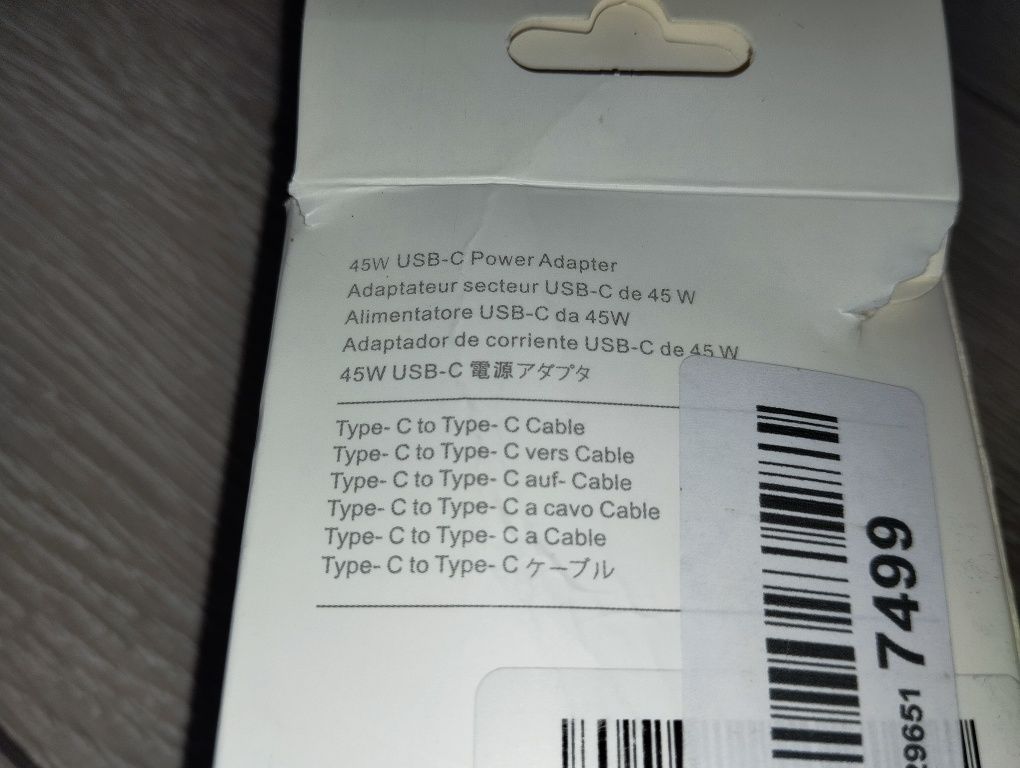 45W USB-C Power Adapter
Adaptateur secteur USB-C de 45 W
Alimentatore USB-C da 45W
Adaptador de corriente USB-C de 45 W
45W USB-C 電源アダプタ
Type- C to Type- C Cable
Type- C to Type- C vers Cable
Type- C to Type- C auf- Cable
Type- C to Type- C a cavo Cable
Type- C to Type- C a Cable
Type- C to Type- C ケーブル
29651 7499